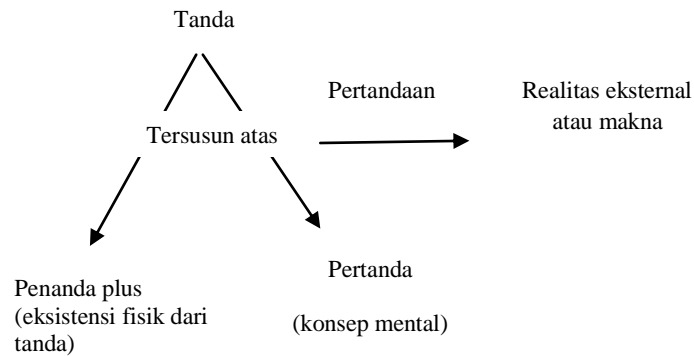 Tanda
Pertandaan
Realitas eksternal
atau makna
Tersusun atas
Penanda plus
(eksistensi fisik dari
tanda)
Pertanda
(konsep mental)